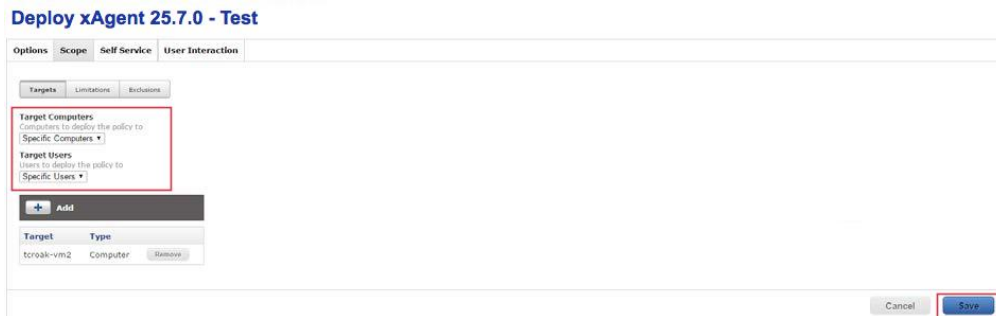 Deploy xAgent 25.7.0 - Test
Options Scope Self Service User Interaction
Targets Limitations Exclusions
Target Computers
Computers to deploy the policy to
Specific Computers
Target Users
Users to deploy the policy to
Specific Users
+ Add
Target Type
tcroak-vm2 Computer Remove
Cancel Save